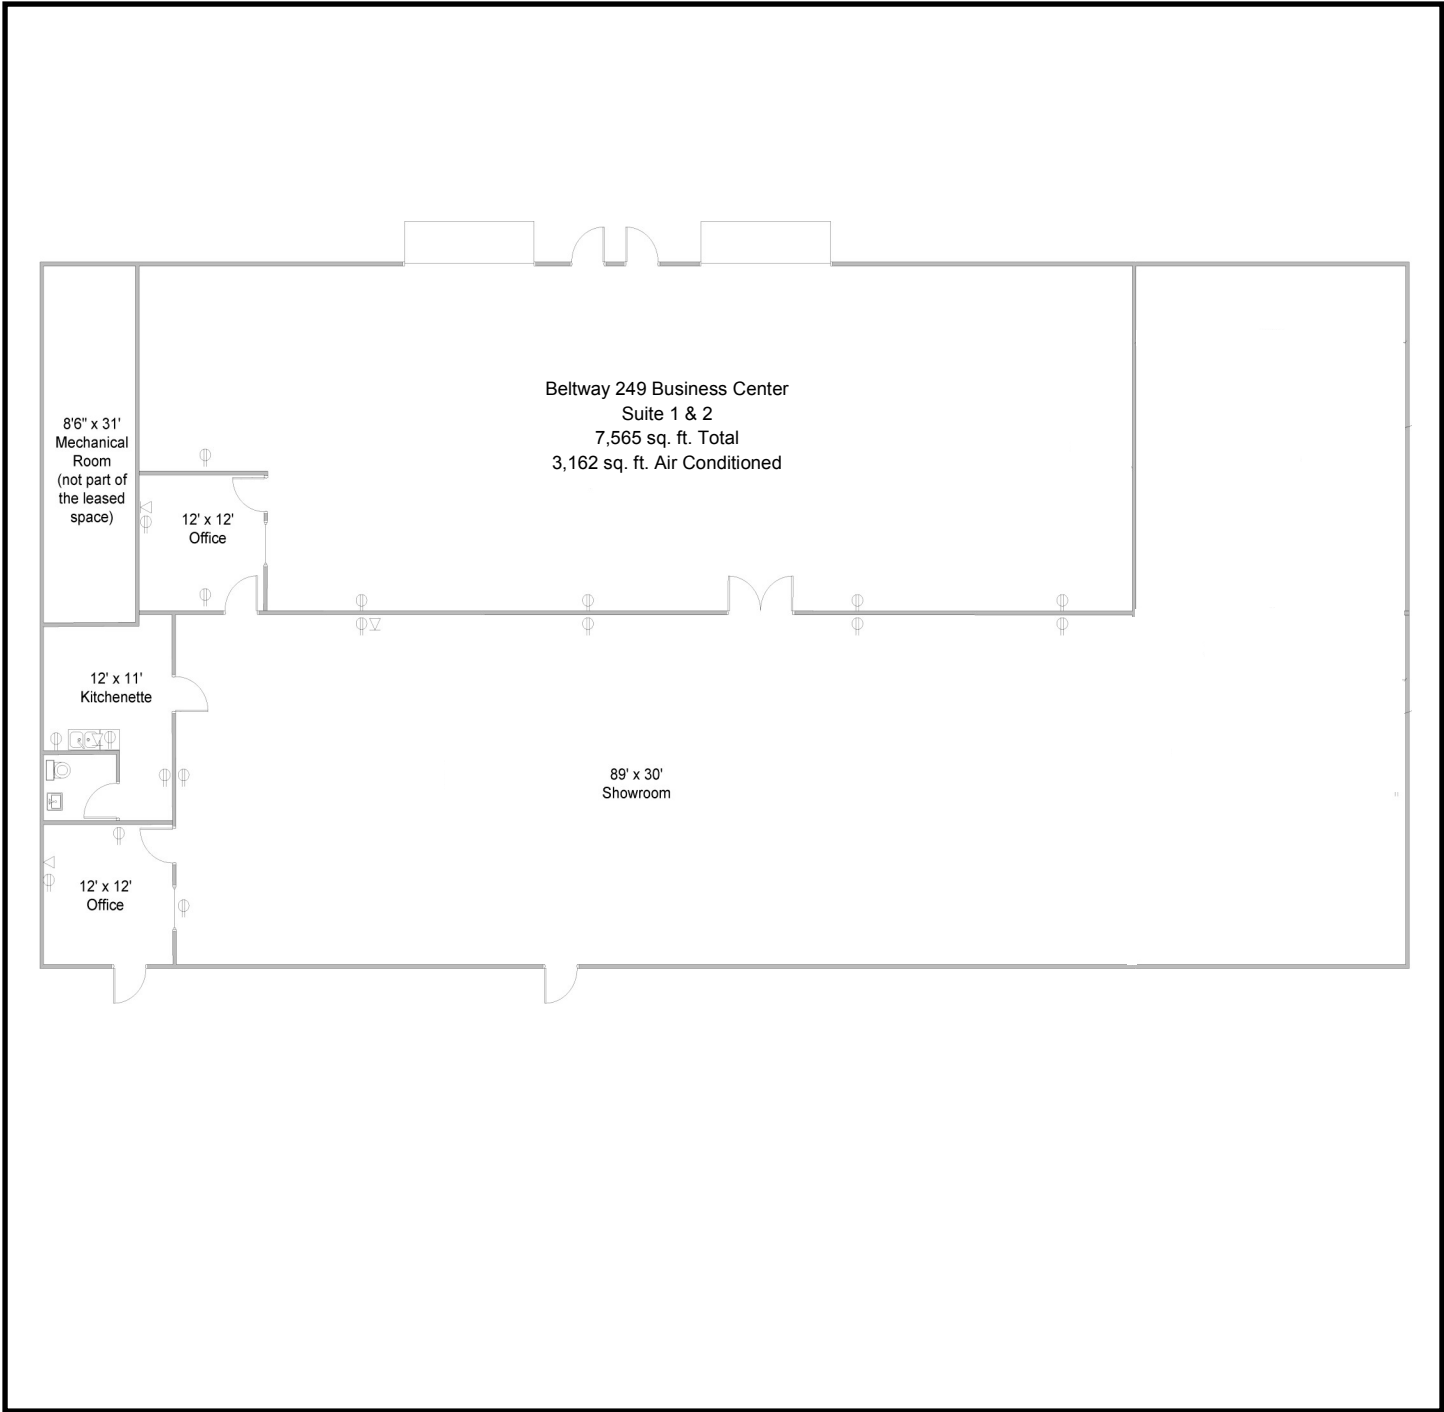 Beltway 249 Business Center
Suite 1 & 2
7,565 sq. ft. Total
3,162 sq. ft. Air Conditioned
8'6" x 31'
Mechanical
Room
(not part of
the leased
space)
12' x 12'
Office
12' x 11'
Kitchenette
89' x 30'
Showroom
12' x 12'
Office